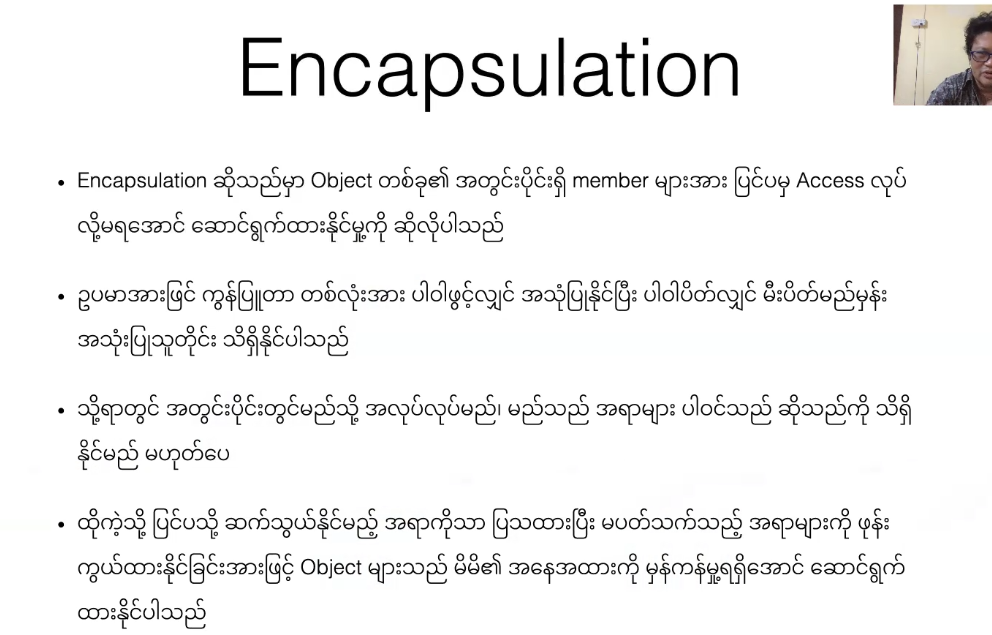 Encapsulation
• Encapsulation ဆိုသည်မှာ Object တစ်ခု၏ အတွင်းပိုင်းရှိ member များအား ပြင်ပမှ Access လုပ်
လို့မရအောင် ဆောင်ရွက်ထားနိုင်မှု့ကို ဆိုလိုပါသည်
• ဥပမာအားဖြင် ကွန်ပြူတာ တစ်လုံးအား ပါဝါဖွင့်လျှင် အသုံပြုနိုင်ပြီး ပါဝါပိတ်လျှင် မီးပိတ်မည်မှန်း
အသုံးပြုသူတိုင်း သိရှိနိုင်ပါသည်
• သို့ရာတွင် အတွင်းပိုင်းတွင်မည်သို့ အလုပ်လုပ်မည်၊ မည်သည် အရာများ ပါဝင်သည် ဆိုသည်ကို သိရှိ
နိုင်မည် မဟုတ်ပေ
• ထိုကဲ့သို့ ပြင်ပသို့ ဆက်သွယ်နိုင်မည့် အရာကိုသာ ပြသထားပြီး မပတ်သက်သည့် အရာများကို ဖုန်း
ကွယ်ထားနိုင်ခြင်းအားဖြင့် Object များသည် မိမိ၏ အနေအထားကို မှန်ကန်မှု့ရရှိအောင် ဆောင်ရွက်
ထားနိုင်ပါသည်